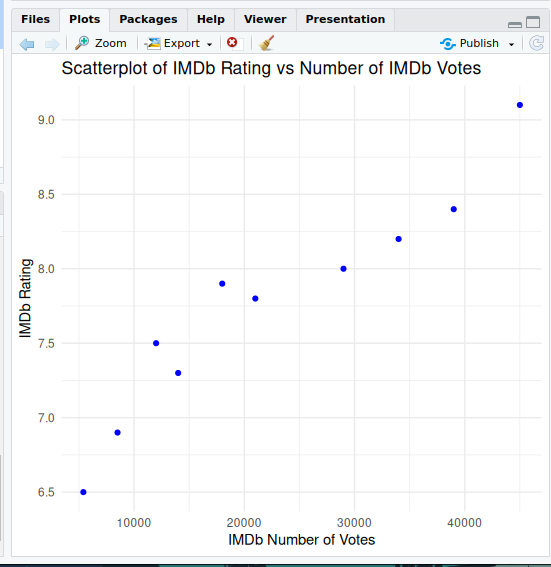 Files Plots Packages Help Viewer Presentation
Zoom Export Publish
Scatterplot of IMDb Rating vs Number of IMDb Votes
9.0
8.5
8.0
7.5
7.0
6.5
IMDb Rating
10000 20000 30000 40000
IMDb Number of Votes